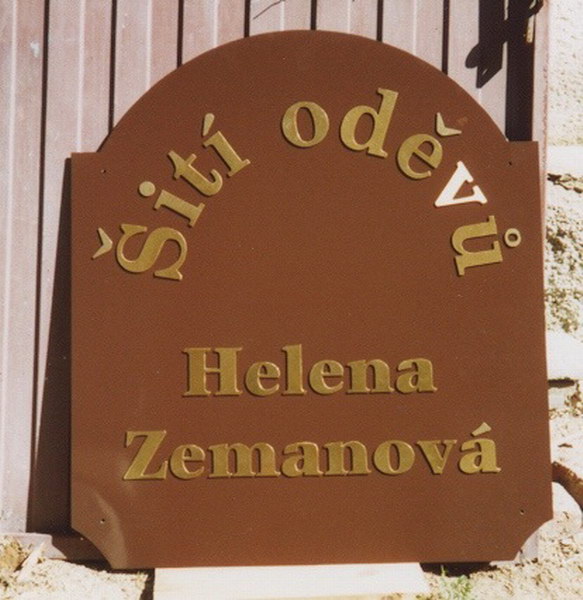 Šití oděvů
Helena
Zemanová